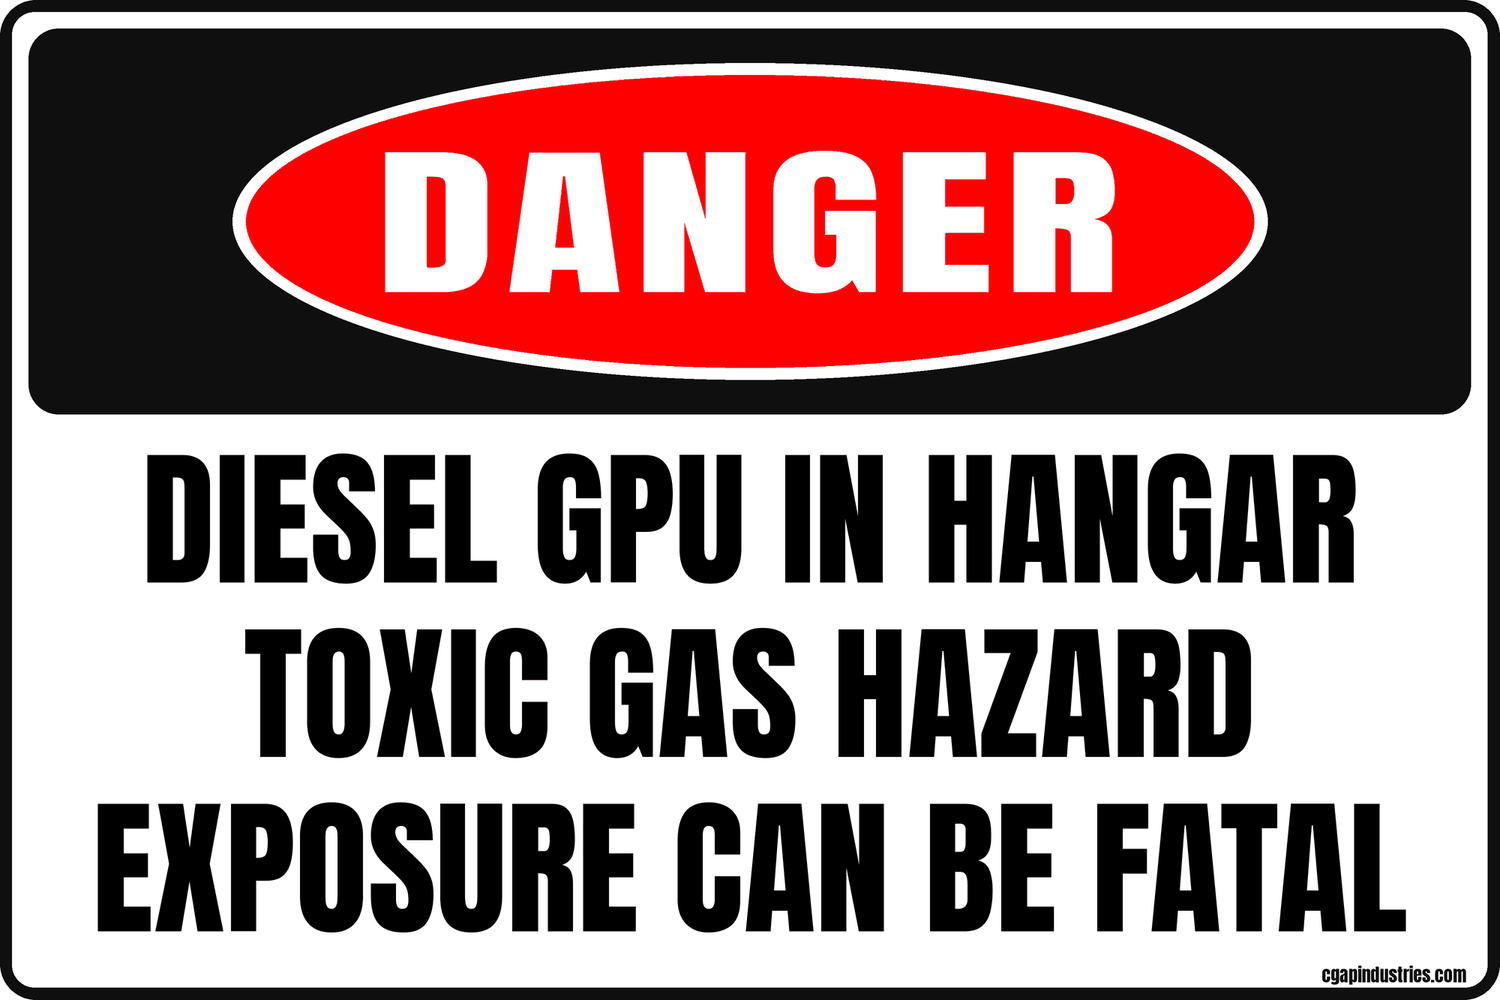 DANGER
DIESEL GPU IN HANGAR
TOXIC GAS HAZARD
EXPOSURE CAN BE FATAL
cgapindustries.com